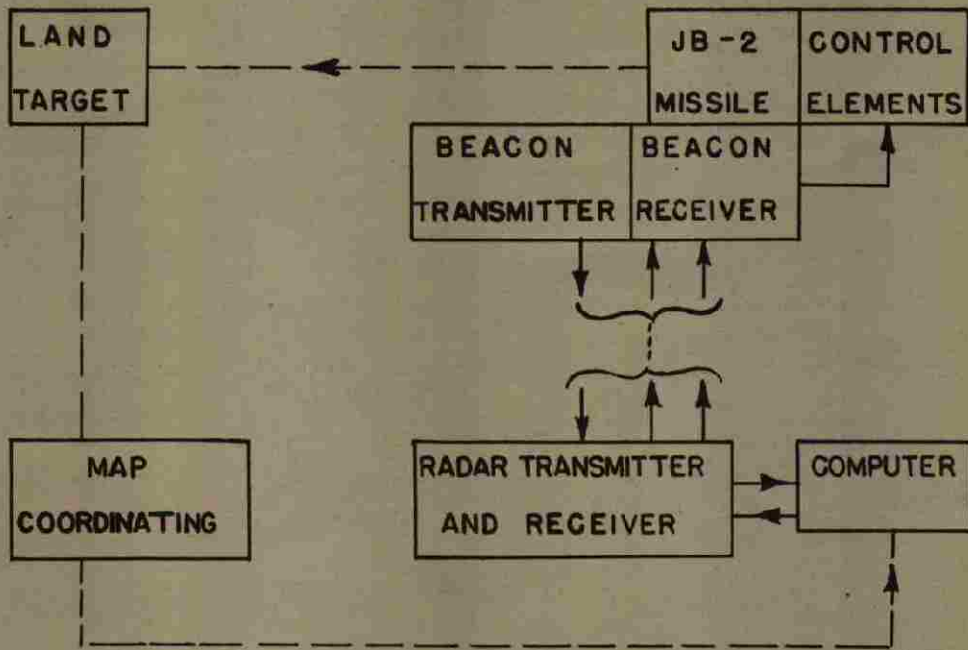 LAND
TARGET
JB-2
MISSILE
CONTROL
ELEMENTS
BEACON
TRANSMITTER
BEACON
RECEIVER
MAP
COORDINATING
RADAR TRANSMITTER
AND RECEIVER
COMPUTER